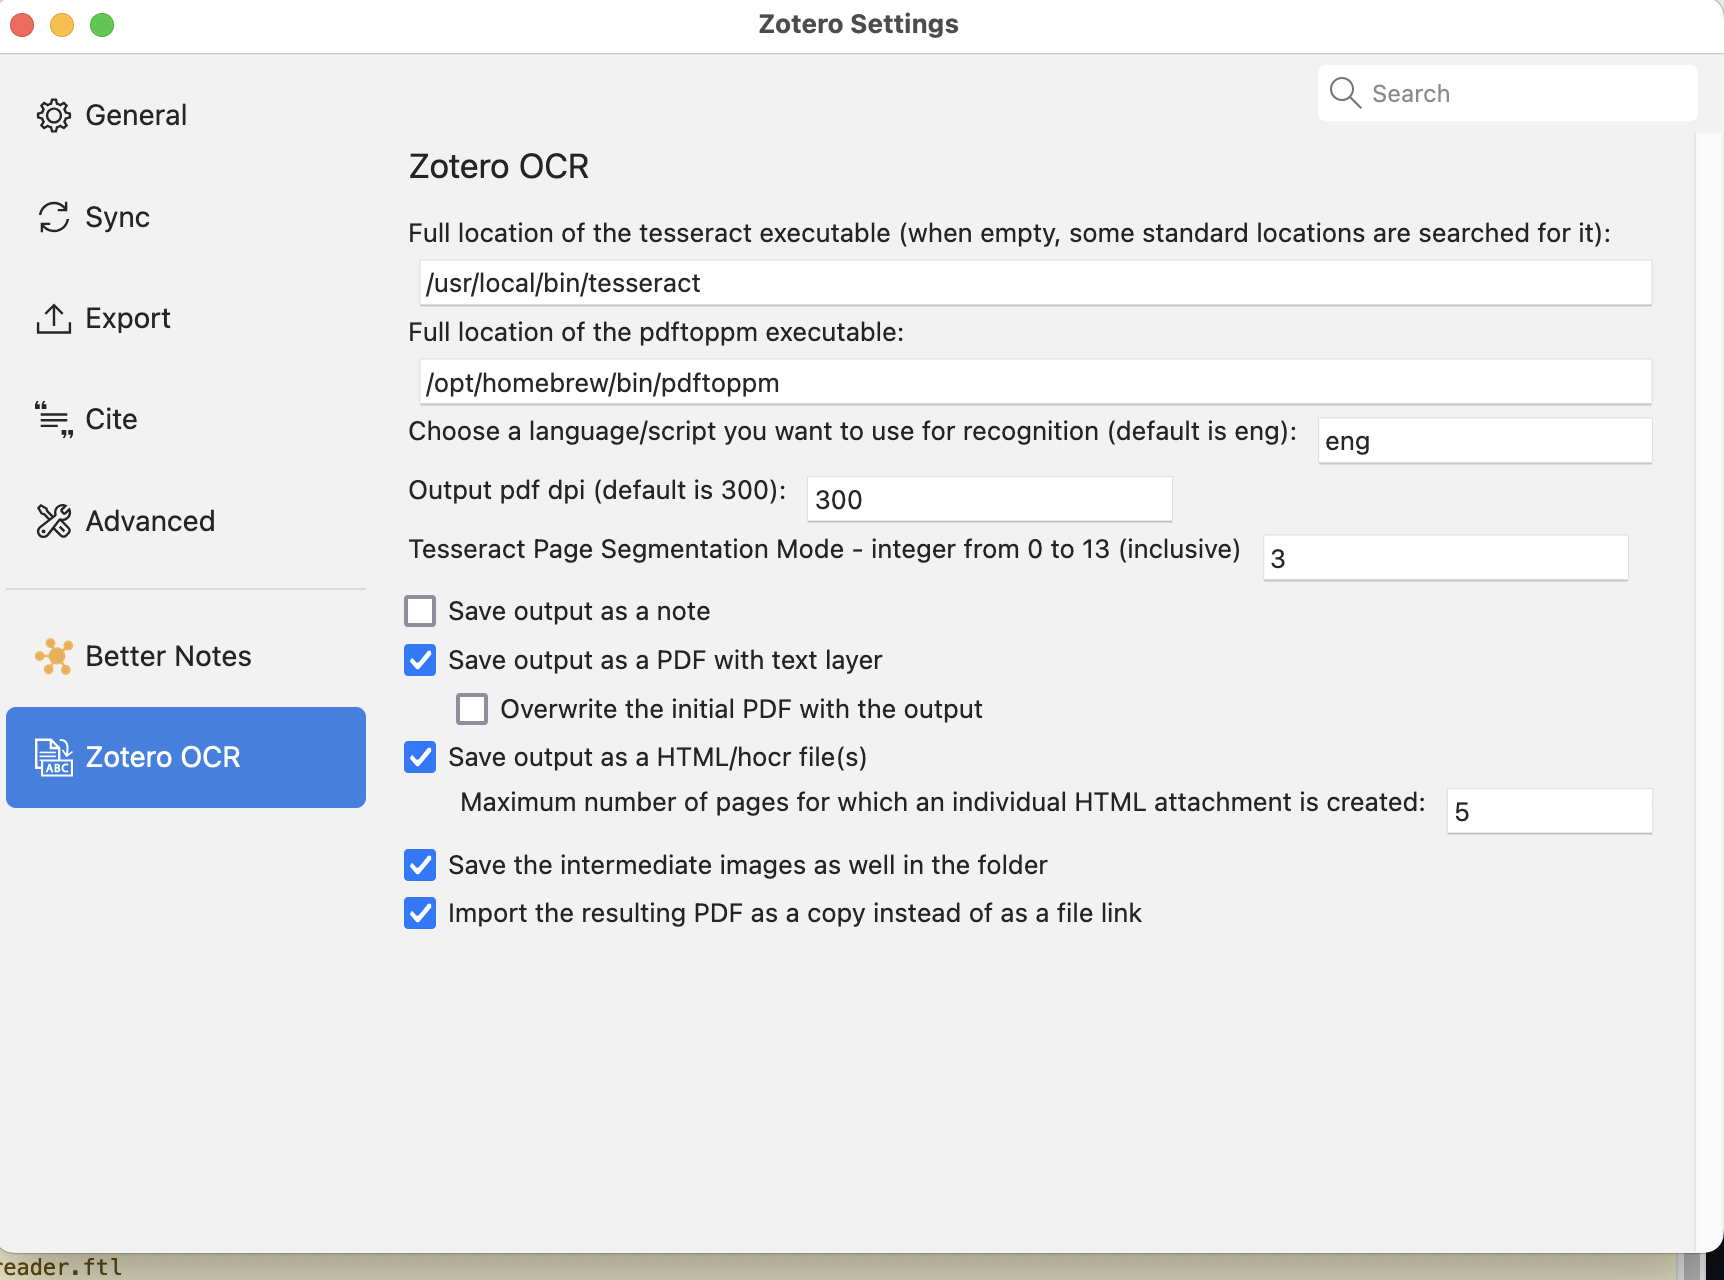 Zotero Settings
Search
General
Sync
Export
Cite
Advanced
Better Notes
Zotero OCR
Zotero OCR
Full location of the tesseract executable (when empty, some standard locations are searched for it):
/usr/local/bin/tesseract
Full location of the pdftoppm executable:
/opt/homebrew/bin/pdftoppm
Choose a language/script you want to use for recognition (default is eng): eng
Output pdf dpi (default is 300): 300
Tesseract Page Segmentation Mode - integer from 0 to 13 (inclusive) 3
Save output as a note
Save output as a PDF with text layer
Overwrite the initial PDF with the output
Save output as a HTML/hocr file(s)
Maximum number of pages for which an individual HTML attachment is created: 5
Save the intermediate images as well in the folder
Import the resulting PDF as a copy instead of as a file link
reader.ftl